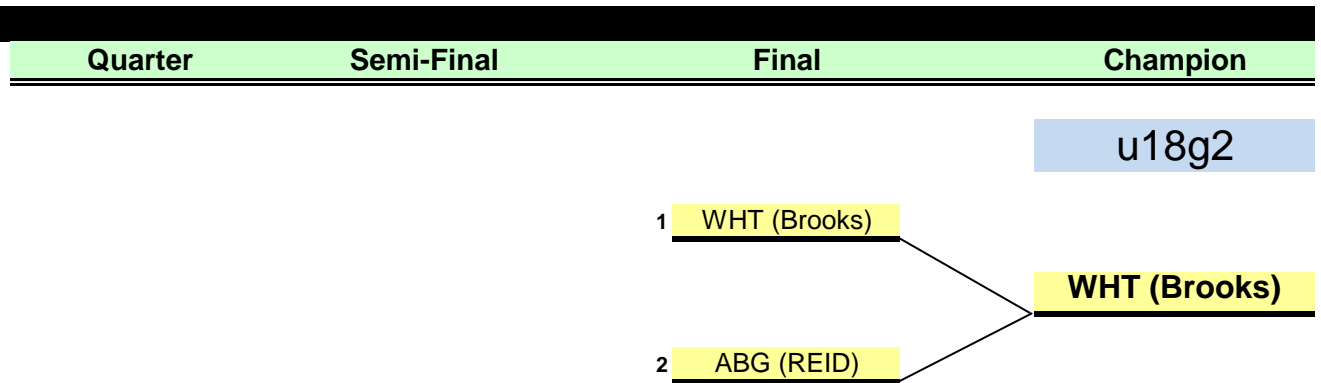 Quarter Semi-Final Final Champion
u18g2
1 WHT (Brooks)
WHT (Brooks)
2 ABG (REID)